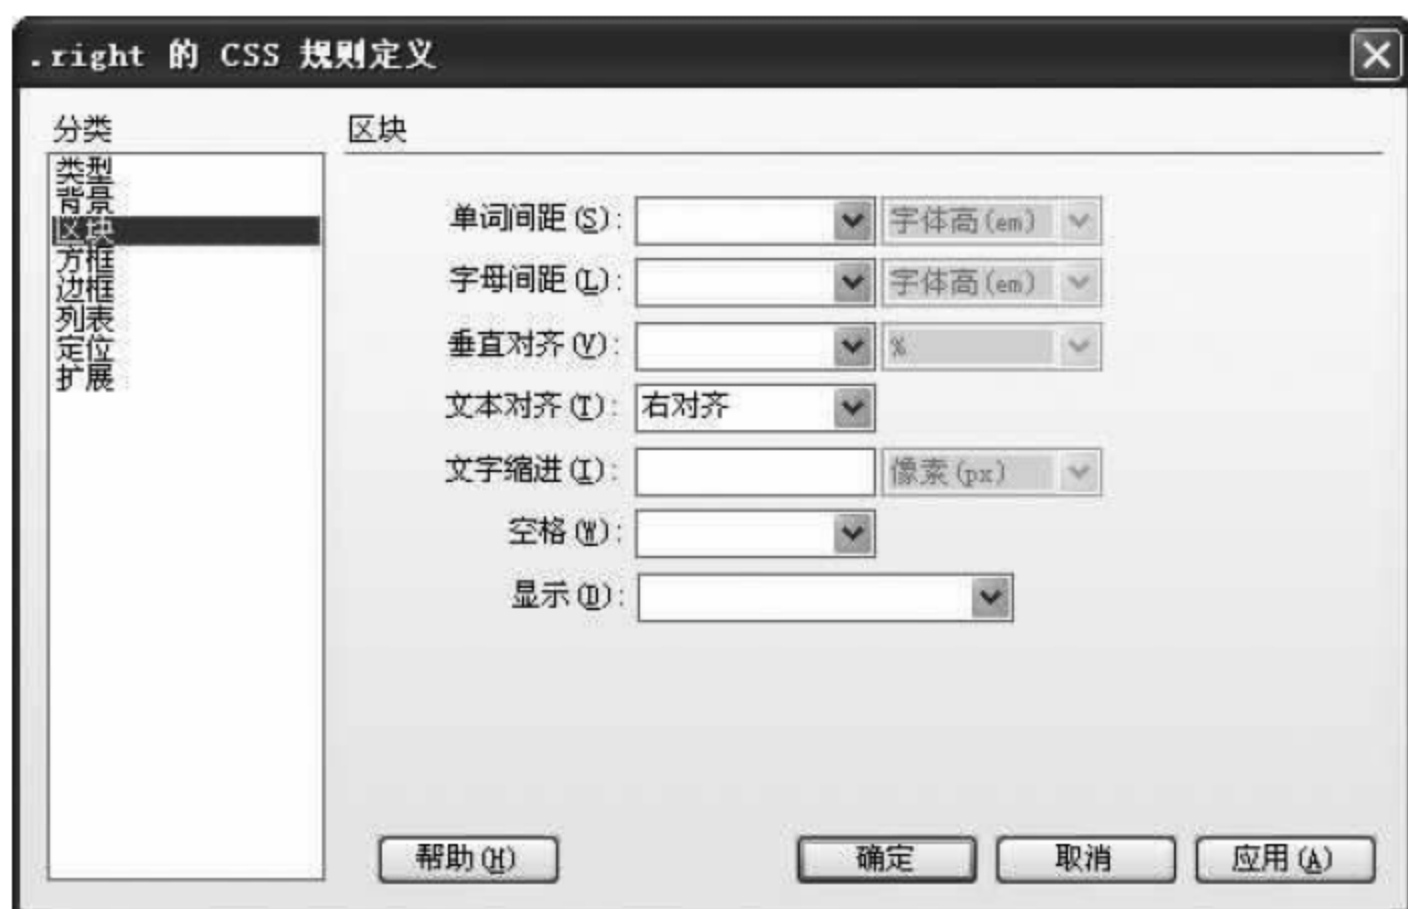 .right 的 CSS 规则定义
分类
类型
背景
区块
方框
边框
列表
定位
扩展
区块
单词间距(S): 字体高(em)
字母间距(L): 字体高(em)
垂直对齐(V): %
文本对齐(T): 右对齐
文字缩进(I): 像素(px)
空格(W):
显示(D):
帮助(H) 确定 取消 应用(A)